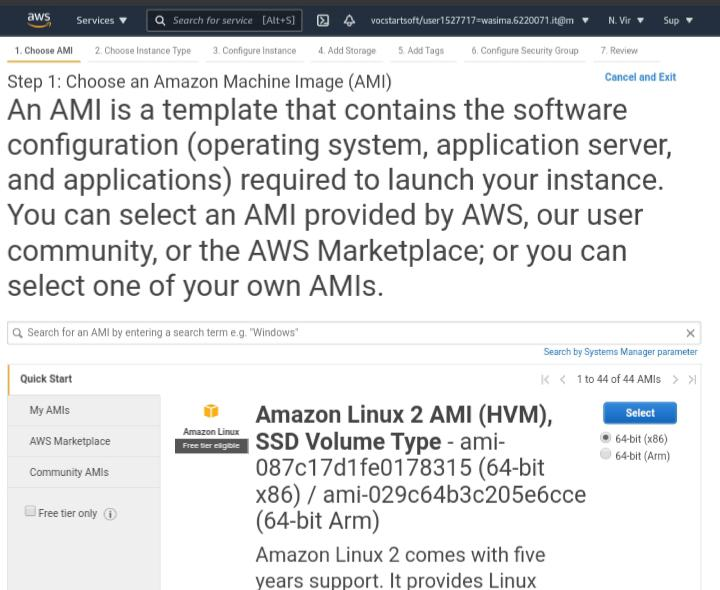 aws Services Search for service [Alt+S] vocstartsoft/user1527717=wasima.6220071.it@m N. Vir Sup
1. Choose AMI 2. Choose Instance Type 3. Configure Instance 4. Add Storage 5. Add Tags 6. Configure Security Group 7. Review
Step 1: Choose an Amazon Machine Image (AMI) Cancel and Exit
An AMI is a template that contains the software
configuration (operating system, application server,
and applications) required to launch your instance.
You can select an AMI provided by AWS, our user
community, or the AWS Marketplace; or you can
select one of your own AMIs.
Search for an AMI by entering a search term e.g. "Windows"
Search by Systems Manager parameter
Quick Start
1 to 44 of 44 AMIs
My AMIs
AWS Marketplace
Community AMIs
Free tier only
Amazon Linux
Free tier eligible
Amazon Linux 2 AMI (HVM),
SSD Volume Type - ami-
087c17d1fe0178315 (64-bit
x86) / ami-029c64b3c205e6cce
(64-bit Arm)
Amazon Linux 2 comes with five
years support. It provides Linux
Select
64-bit (x86)
64-bit (Arm)